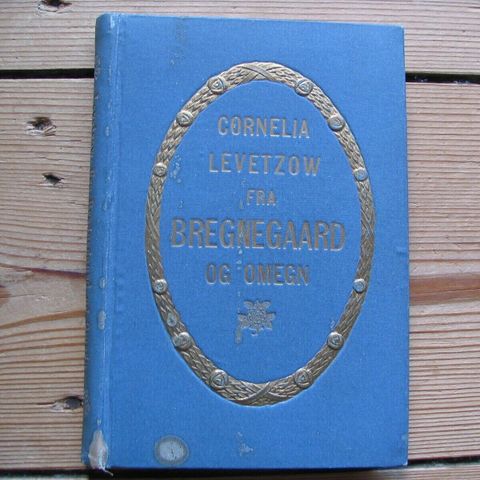 CORNELIA
LEVETZOW
FRA
BREGNEGAARD
OG OMEGN